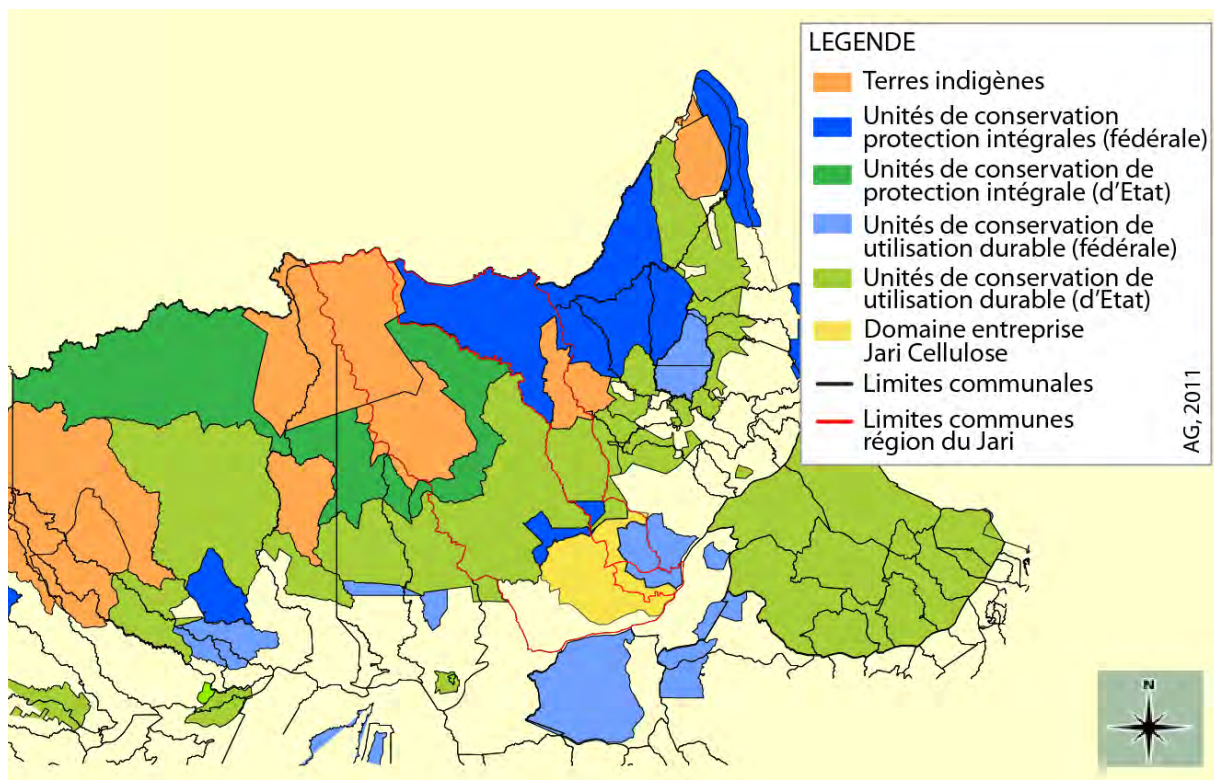 LEGENDE
Terres indigènes
Unités de conservation
protection intégrales (fédérale)
Unités de conservation de
protection intégrale (d'Etat)
Unités de conservation de
utilisation durable (fédérale)
Unités de conservation de
utilisation durable (d'Etat)
Domaine entreprise
Jari Cellulose
Limites communales
Limites communes
région du Jari
AG, 2011
N